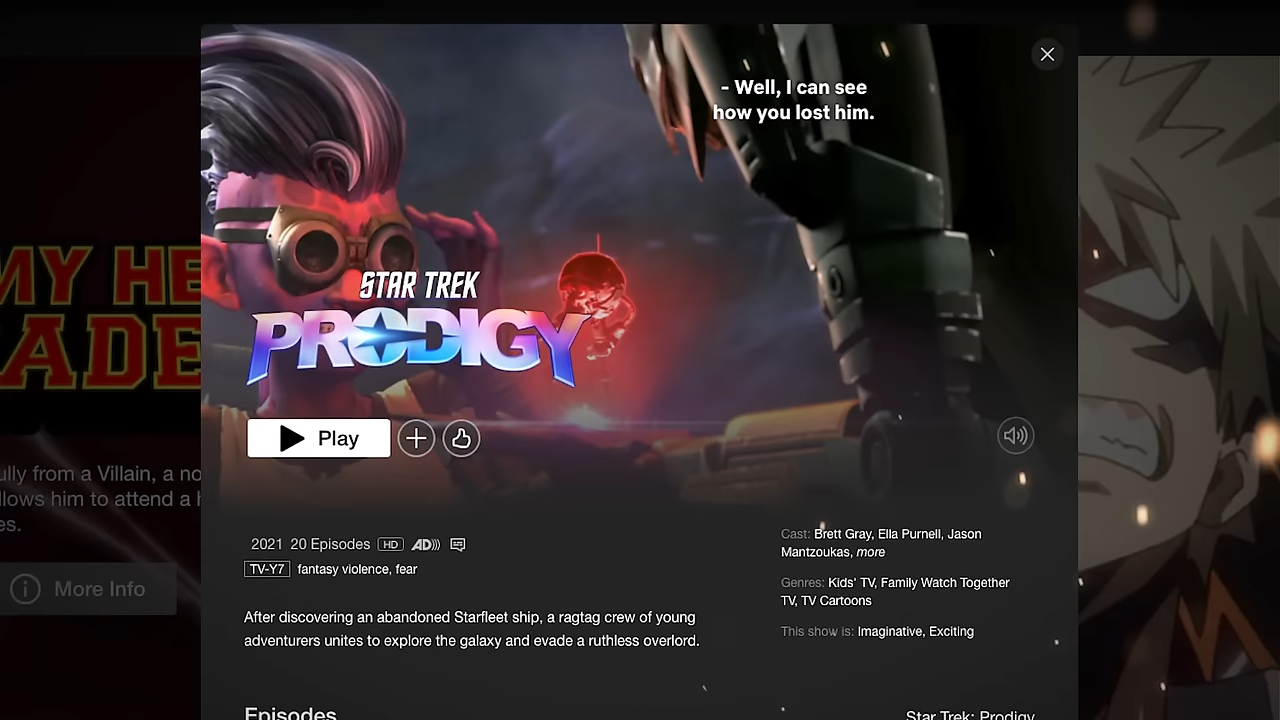 - Well, I can see
how you lost him.
STAR TREK
PRODIGY
MY HE
ADE
Play
ully from a Villain, a no
llows him to attend a h
es.
More Info
2021 20 Episodes HD AD
TV-Y7 fantasy violence, fear
After discovering an abandoned Starfleet ship, a ragtag crew of young
adventurers unites to explore the galaxy and evade a ruthless overlord.
Cast: Brett Gray, Ella Purnell, Jason
Mantzoukas, more
Genres: Kids' TV, Family Watch Together
TV, TV Cartoons
This show is: Imaginative, Exciting
Episodes
Star Trek: Prodigy